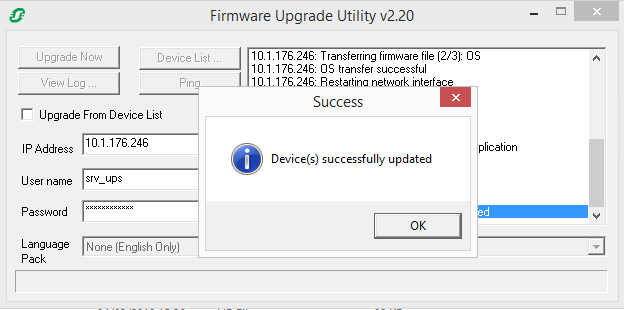 Firmware Upgrade Utility v2.20
Upgrade Now
Device List ...
View Log ...
Ping...
10.1.176.246: Transferring firmware file (2/3): OS
10.1.176.246: OS transfer successful
10.1.176.246: Restarting network interface
Upgrade From Device List
IP Address
10.1.176.246
User name
srv_ups
Password
************
Language
Pack
None (English Only)
Success
Device(s) successfully updated
OK